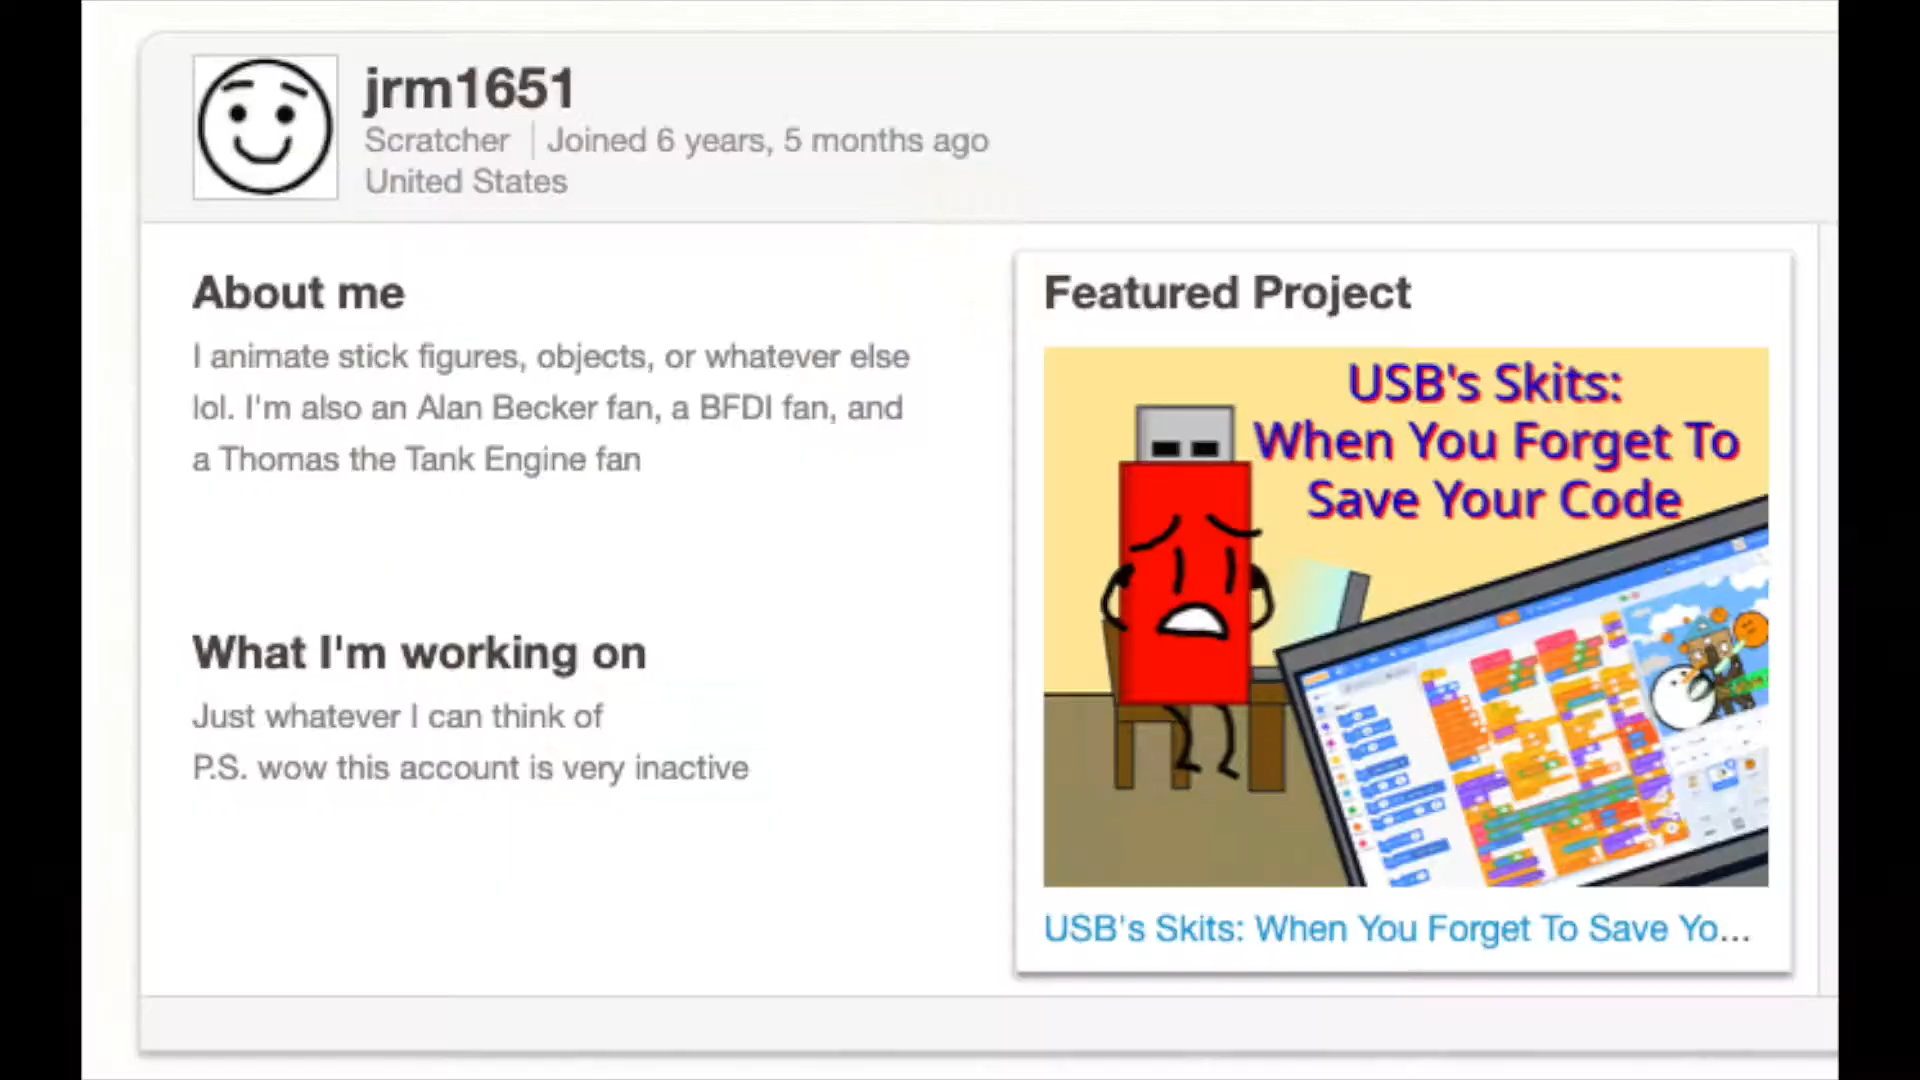 jrm1651
Scratcher | Joined 6 years, 5 months ago
United States
About me
I animate stick figures, objects, or whatever else
lol. I'm also an Alan Becker fan, a BFDI fan, and
a Thomas the Tank Engine fan
What I'm working on
Just whatever I can think of
P.S. wow this account is very inactive
Featured Project
USB's Skits:
When You Forget To
Save Your Code
USB's Skits: When You Forget To Save Yo...